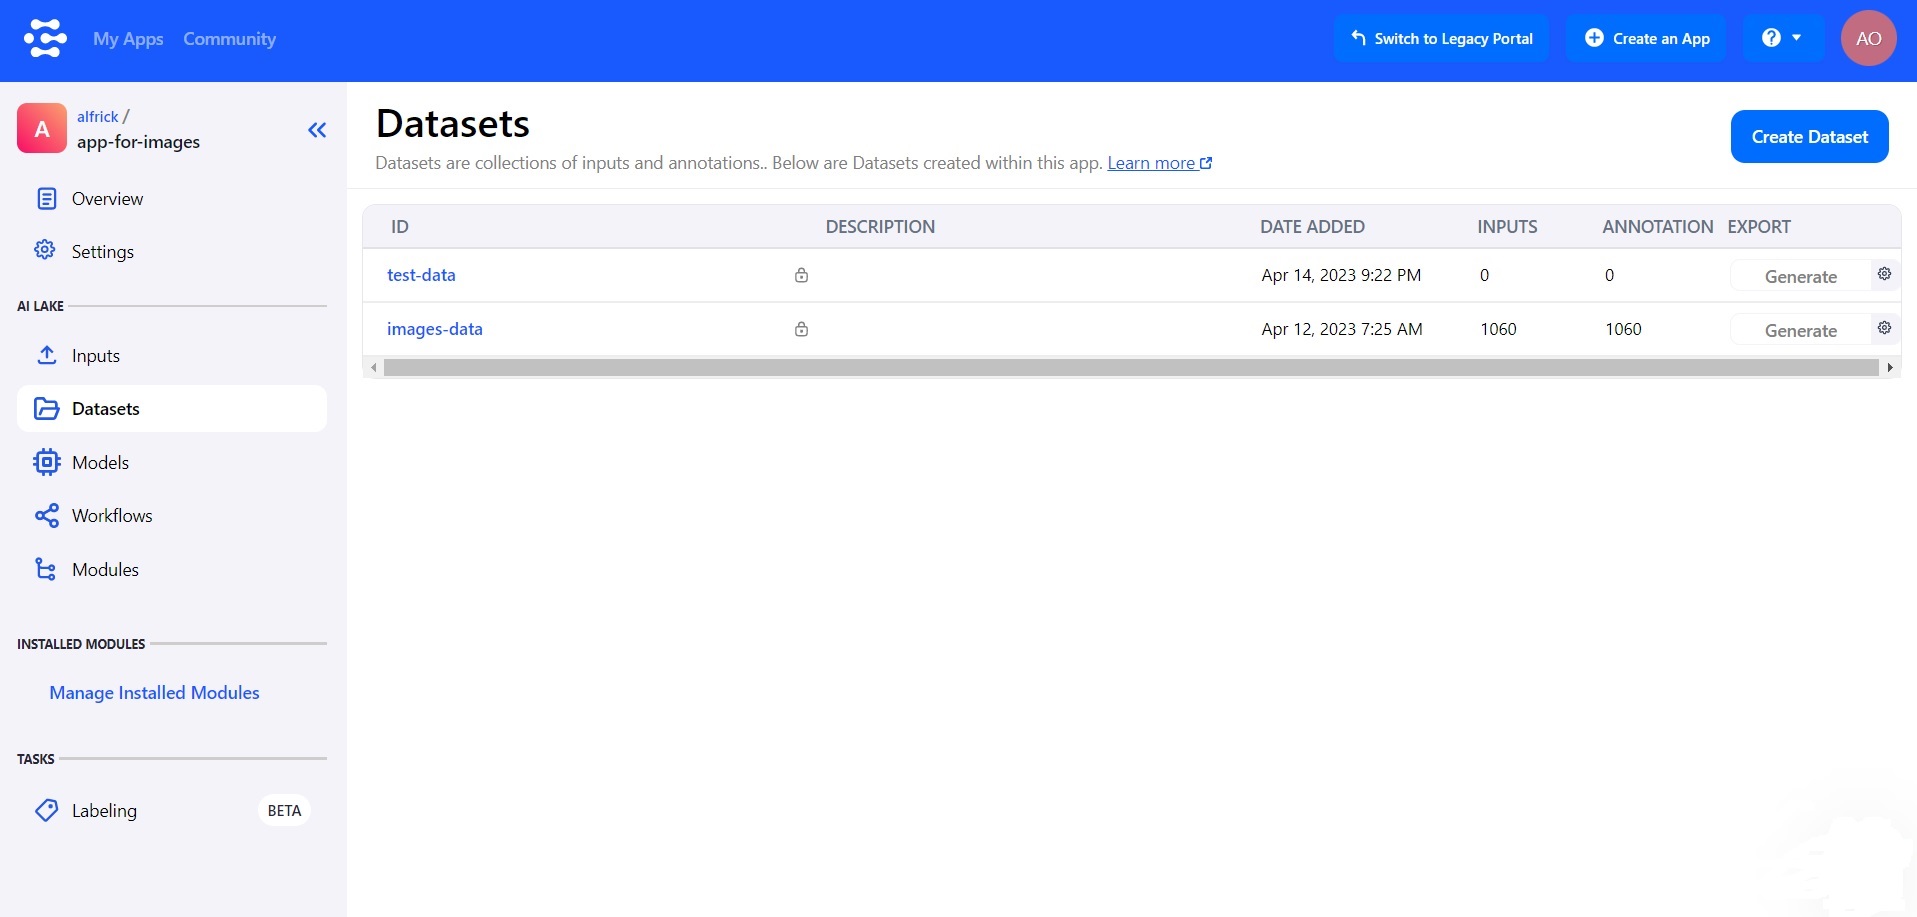 My Apps Community Switch to Legacy Portal Create an App AO
A alfrick /
app-for-images
Overview
Settings
AI LAKE
Inputs
Datasets
Models
Workflows
Modules
INSTALLED MODULES
Manage Installed Modules
TASKS
Labeling BETA
Datasets
Datasets are collections of inputs and annotations.. Below are Datasets created within this app. Learn more
Create Dataset
ID DESCRIPTION DATE ADDED INPUTS ANNOTATION EXPORT
test-data Apr 14, 2023 9:22 PM 0 0 Generate
images-data Apr 12, 2023 7:25 AM 1060 1060 Generate